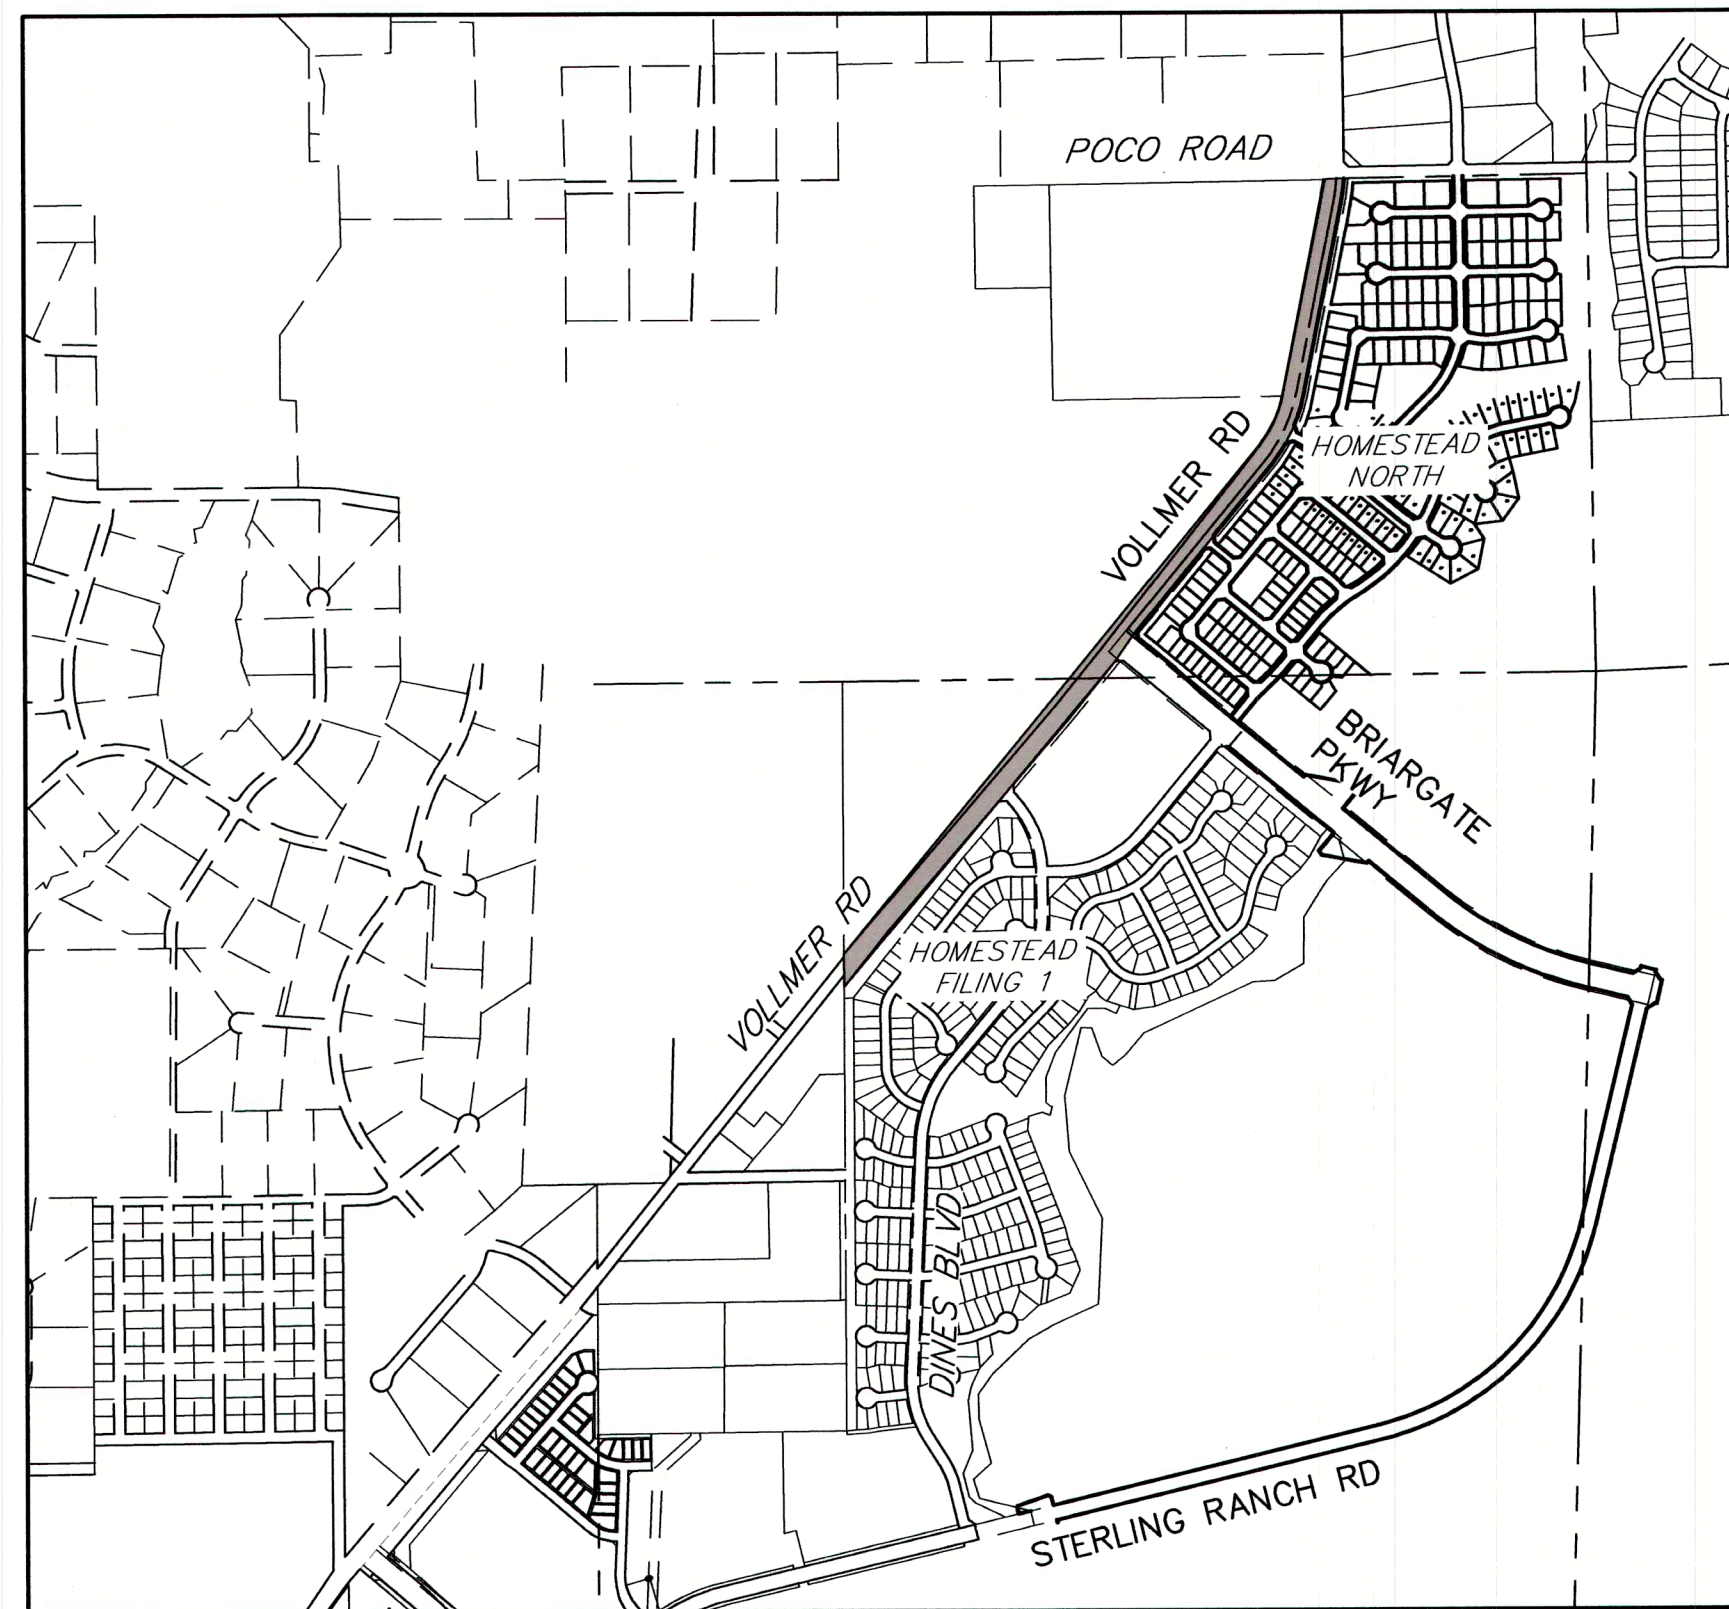 POCO ROAD
VOLLMER RD
HOMESTEAD
NORTH
BRIARGATE
PKWY
VOLLMER RD
HOMESTEAD
FILING 1
DINES BLVD
STERLING RANCH RD